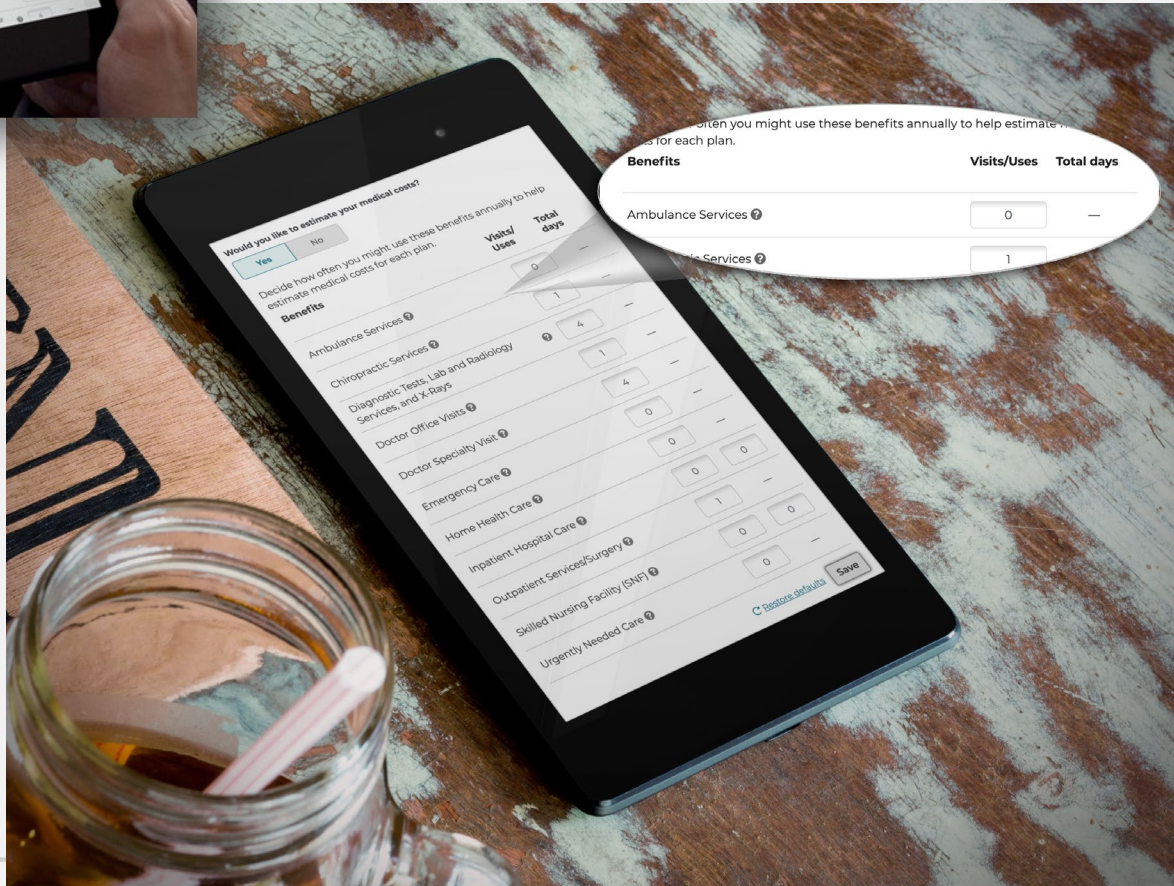 Would you like to estimate your medical costs?
Yes No
Decide how often you might use these benefits annually to help
estimate medical costs for each plan.
Benefits Visits/ Uses Total days
Ambulance Services 0 —
Chiropractic Services 1 —
Diagnostic Tests, Lab and Radiology
Services, and X-Rays 4 —
Doctor Office Visits 1 —
Doctor Specialty Visit 4 —
Emergency Care 0 —
Home Health Care 0 —
Inpatient Hospital Care 0 0
Outpatient Services/Surgery 1 —
Skilled Nursing Facility (SNF) 0 0
Urgently Needed Care 0 —
Restore defaults Save
often you might use these benefits annually to help estimate
for each plan.
Benefits Visits/Uses Total days
Ambulance Services 0 —
Services 1